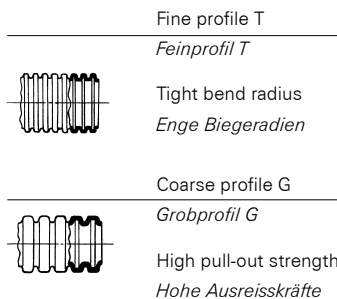 Fine profile T
Feinprofil T
Tight bend radius
Enge Biegeradien
Coarse profile G
Grobprofil G
High pull-out strength
Hohe Ausreisskräfte